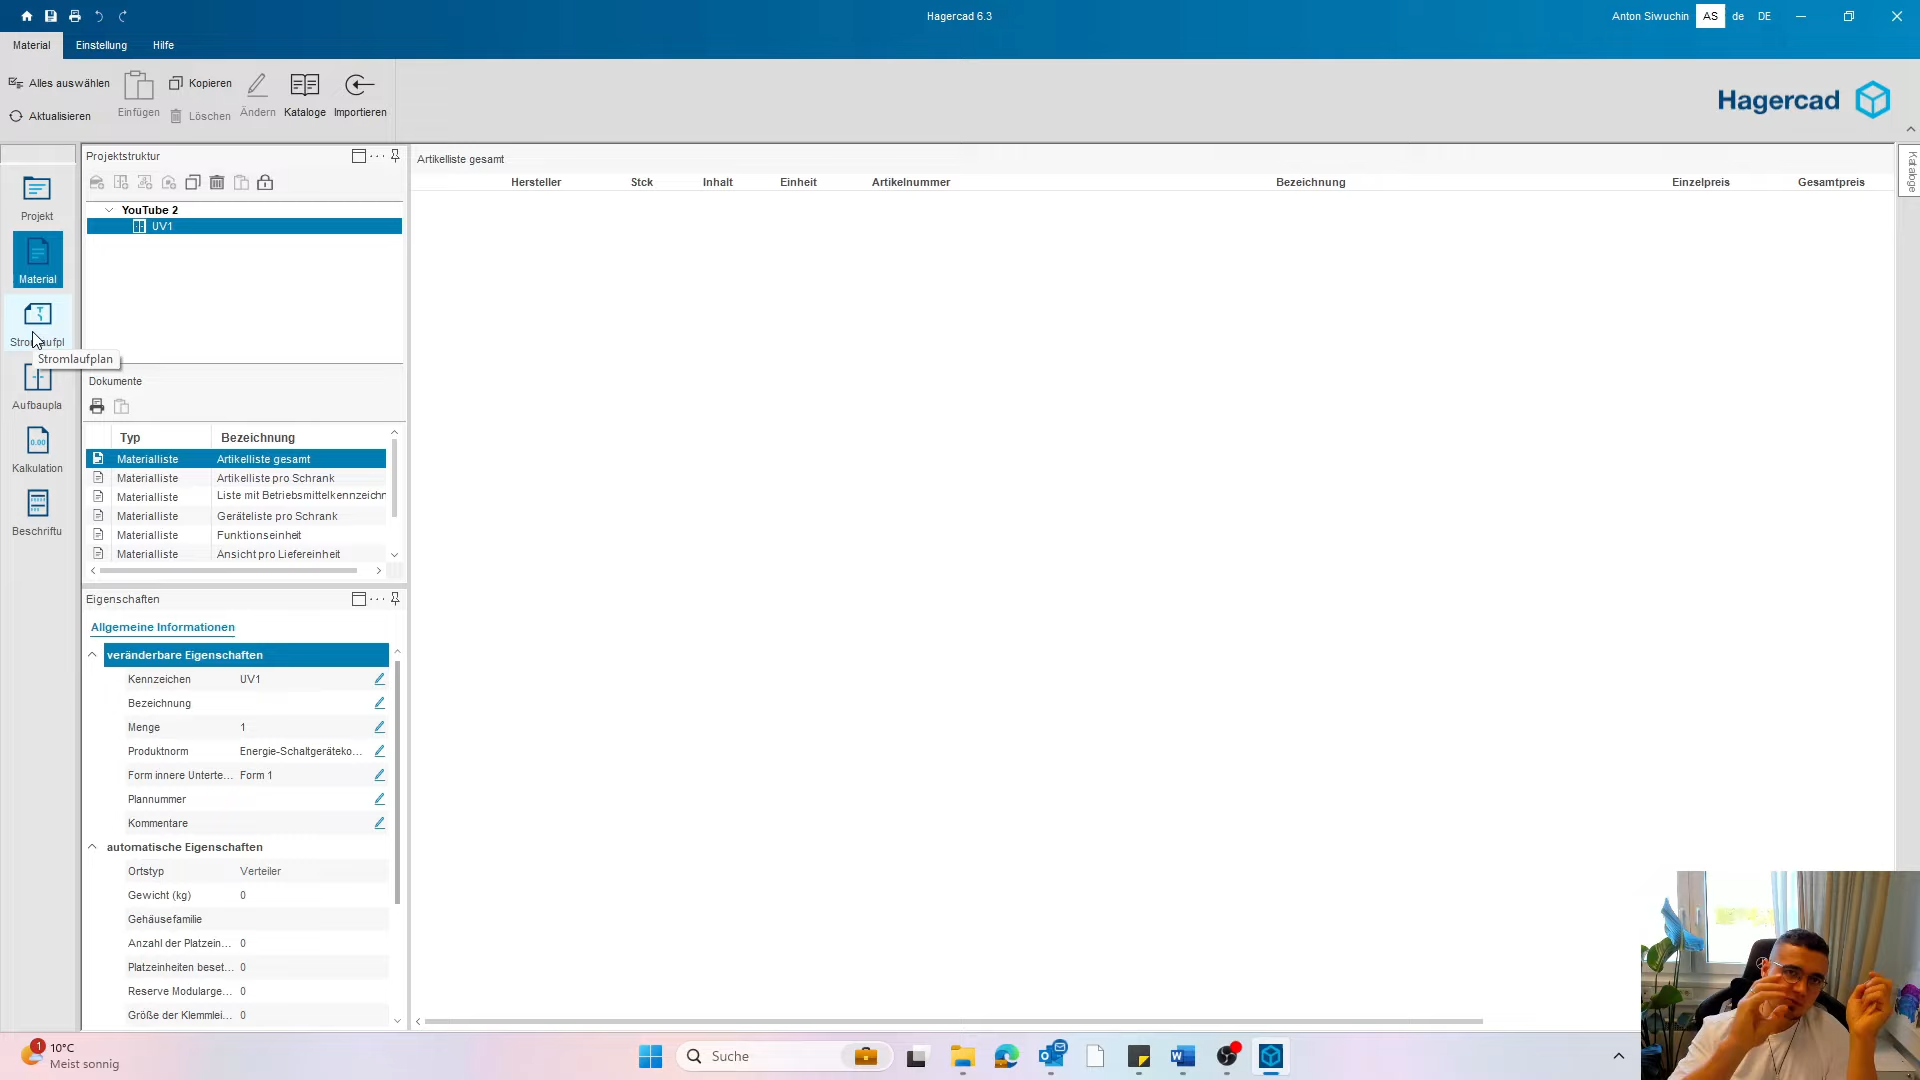 Hagercad 6.3
Anton Siwuchin
AS
de
DE
Material
Einstellung
Hilfe
Alles auswählen
Aktualisieren
Einfügen
Kopieren
Löschen
Ändern
Kataloge
Importieren
Hagercad
Projekt
Material
Stromlaufpl
Stromlaufplan
Aufbaupla
Kalkulation
0.00
Beschriftu
Projektstruktur
YouTube 2
UV1
Dokumente
Typ Bezeichnung
Materialliste Artikelliste gesamt
Materialliste Artikelliste pro Schrank
Materialliste Liste mit Betriebsmittelkennzeichn
Materialliste Geräteliste pro Schrank
Materialliste Funktionseinheit
Materialliste Ansicht pro Liefereinheit
Eigenschaften
Allgemeine Informationen
veränderbare Eigenschaften
Kennzeichen UV1
Bezeichnung
Menge 1
Produktnorm Energie-Schaltgeräteko...
Form innere Unterte... Form 1
Plannummer
Kommentare
automatische Eigenschaften
Ortstyp Verteiler
Gewicht (kg) 0
Gehäusefamilie
Anzahl der Platzein... 0
Platzeinheiten beset... 0
Reserve Modularge... 0
Größe der Klemmlei... 0
Artikelliste gesamt
Hersteller Stck Inhalt Einheit Artikelnummer Bezeichnung Einzelpreis Gesamtpreis
Kataloge
1
10°C
Meist sonnig
Suche